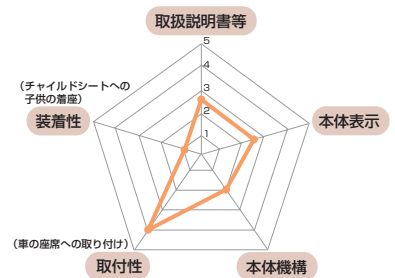 取扱説明書等
5
4
3
2
1
（チャイルドシートへの
子供の着座）
装着性
本体表示
（車の座席への取り付け）
取付性
本体機構